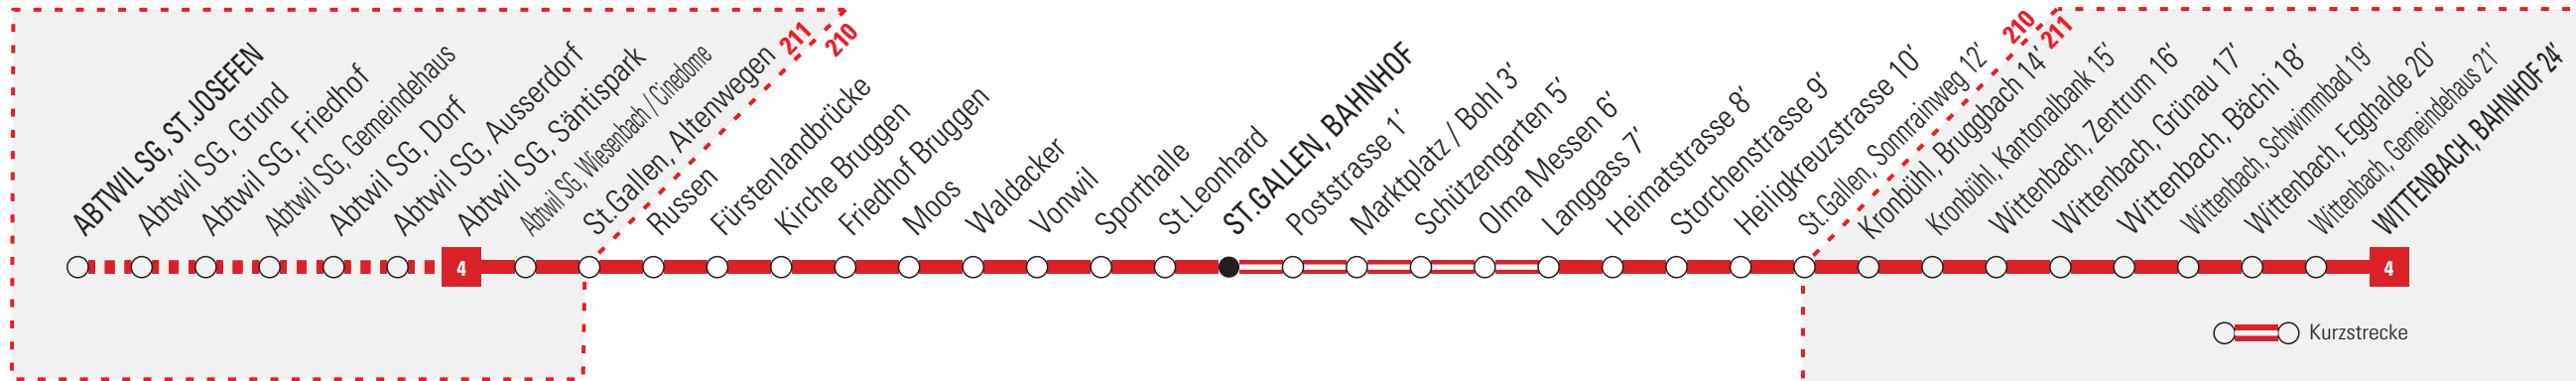 ABTWIL SG, ST.JOSEFEN
Abtwil SG, Grund
Abtwil SG, Friedhof
Abtwil SG, Gemeindehaus
Abtwil SG, Dorf
Abtwil SG, Ausserdorf
Abtwil SG, Säntispark
Abtwil SG, Wiesenbach / Cinedome
St.Gallen, Altenwegen
211
210
Russen
Fürstenlandbrücke
Kirche Bruggen
Friedhof Bruggen
Moos
Waldacker
Vonwil
Sporthalle
St.Leonhard
ST.GALLEN, BAHNHOF
Poststrasse 1′
Marktplatz / Bohl 3′
Schützengarten 5′
Olma Messen 6′
Langgass 7′
Heimatstrasse 8′
Storchenstrasse 9′
Heiligkreuzstrasse 10′
St.Gallen, Sonnrainweg 12′
210
211
Kronbühl, Bruggbach 14′
Kronbühl, Kantonalbank 15′
Wittenbach, Zentrum 16′
Wittenbach, Grünau 17′
Wittenbach, Bächi 18′
Wittenbach, Schwimmbad 19′
Wittenbach, Egghalde 20′
Wittenbach, Gemeindehaus 21′
WITTENBACH, BAHNHOF 24′
4
4
Kurzstrecke